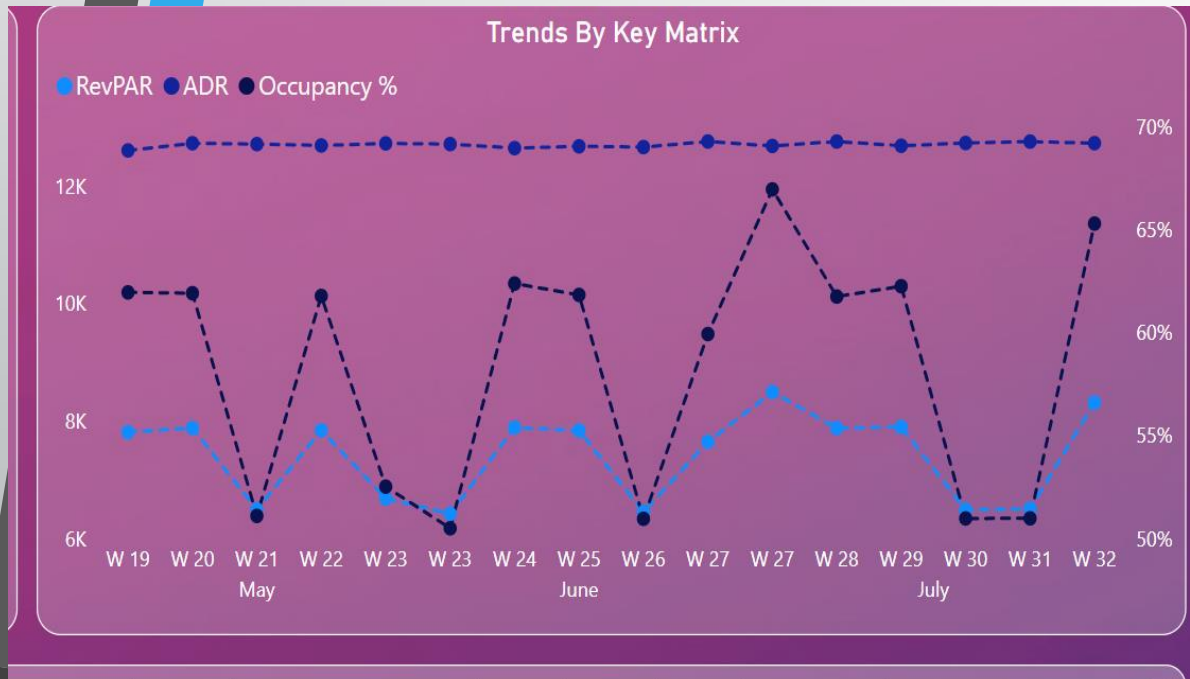 Trends By Key Matrix
RevPAR ADR Occupancy %
70%
12K
65%
10K
60%
8K
55%
6K
50%
W 19 W 20 W 21 W 22 W 23 W 23 W 24 W 25 W 26 W 27 W 27 W 28 W 29 W 30 W 31 W 32
May June July